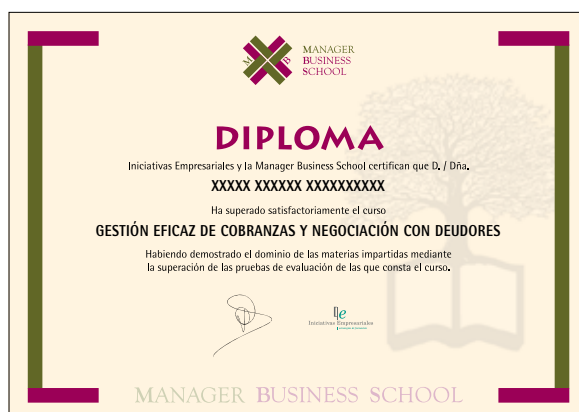 MANAGER
BUSINESS
SCHOOL
M B
DIPLOMA
Iniciativas Empresariales y la Manager Business School certifican que D. / Dña.
XXXXX XXXXXX XXXXXXXXXX
Ha superado satisfactoriamente el curso
GESTIÓN EFICAZ DE COBRANZAS Y NEGOCIACIÓN CON DEUDORES
Habiendo demostrado el dominio de las materias impartidas mediante
la superación de las pruebas de evaluación de las que consta el curso.
Ie
Iniciativas Empresariales
MANAGER BUSINESS SCHOOL